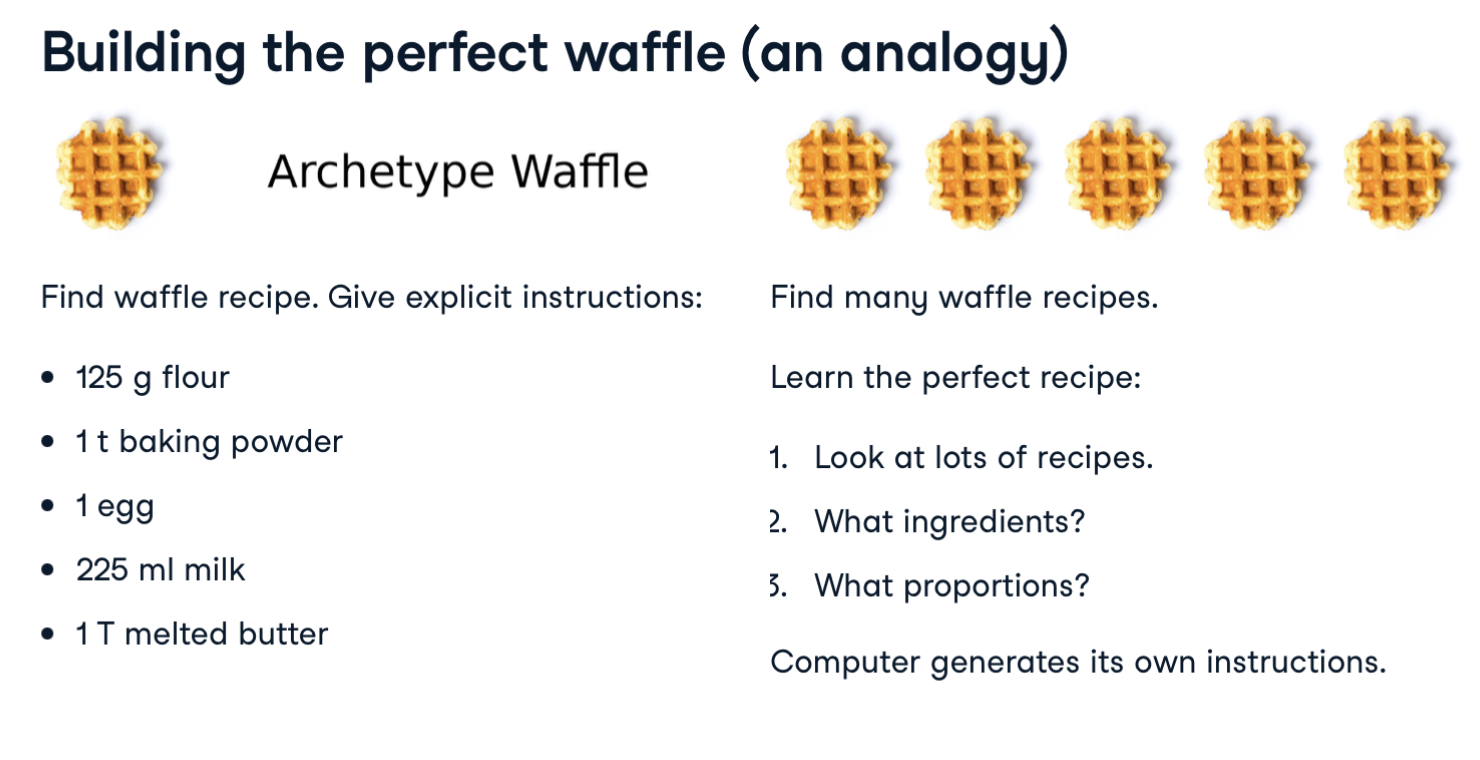 Building the perfect waffle (an analogy)
Archetype Waffle
Find waffle recipe. Give explicit instructions:
• 125 g flour
• 1 t baking powder
• 1 egg
• 225 ml milk
• 1 T melted butter
Find many waffle recipes.
Learn the perfect recipe:
1. Look at lots of recipes.
2. What ingredients?
3. What proportions?
Computer generates its own instructions.